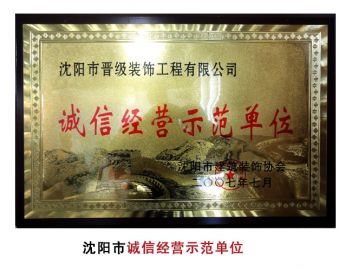 沈阳市晋级装饰工程有限公司
诚信经营示范单位
沈阳市建筑装饰协会
二〇〇七年七月
沈阳市诚信经营示范单位